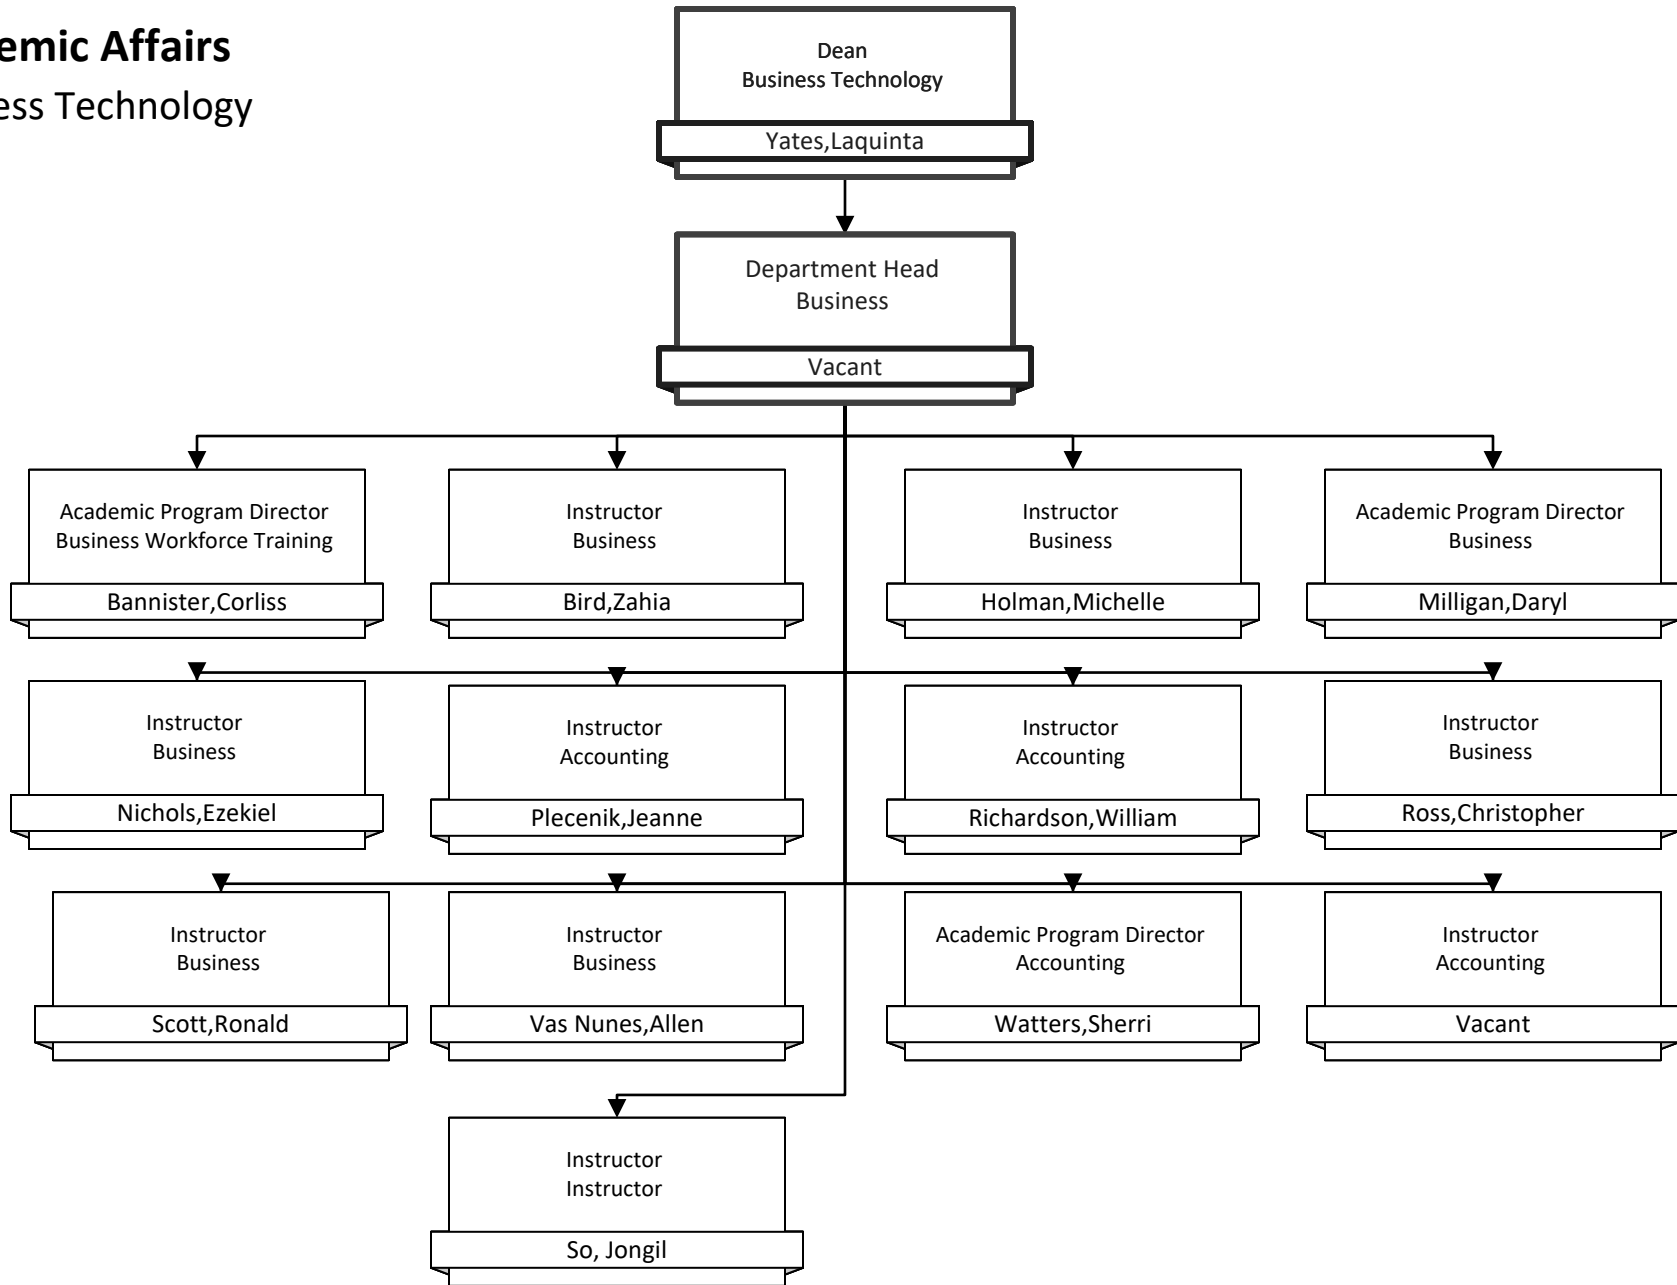 emic Affairs
ess Technology
Dean
Business Technology
Yates,Laquinta
Department Head
Business
Vacant
Academic Program Director
Business Workforce Training
Bannister,Corliss
Instructor
Business
Bird,Zahia
Instructor
Business
Holman,Michelle
Academic Program Director
Business
Milligan,Daryl
Instructor
Business
Nichols,Ezekiel
Instructor
Accounting
Plecenik,Jeanne
Instructor
Accounting
Richardson,William
Instructor
Business
Ross,Christopher
Instructor
Business
Scott,Ronald
Instructor
Business
Vas Nunes,Allen
Academic Program Director
Accounting
Watters,Sherri
Instructor
Accounting
Vacant
Instructor
Instructor
So, Jongil